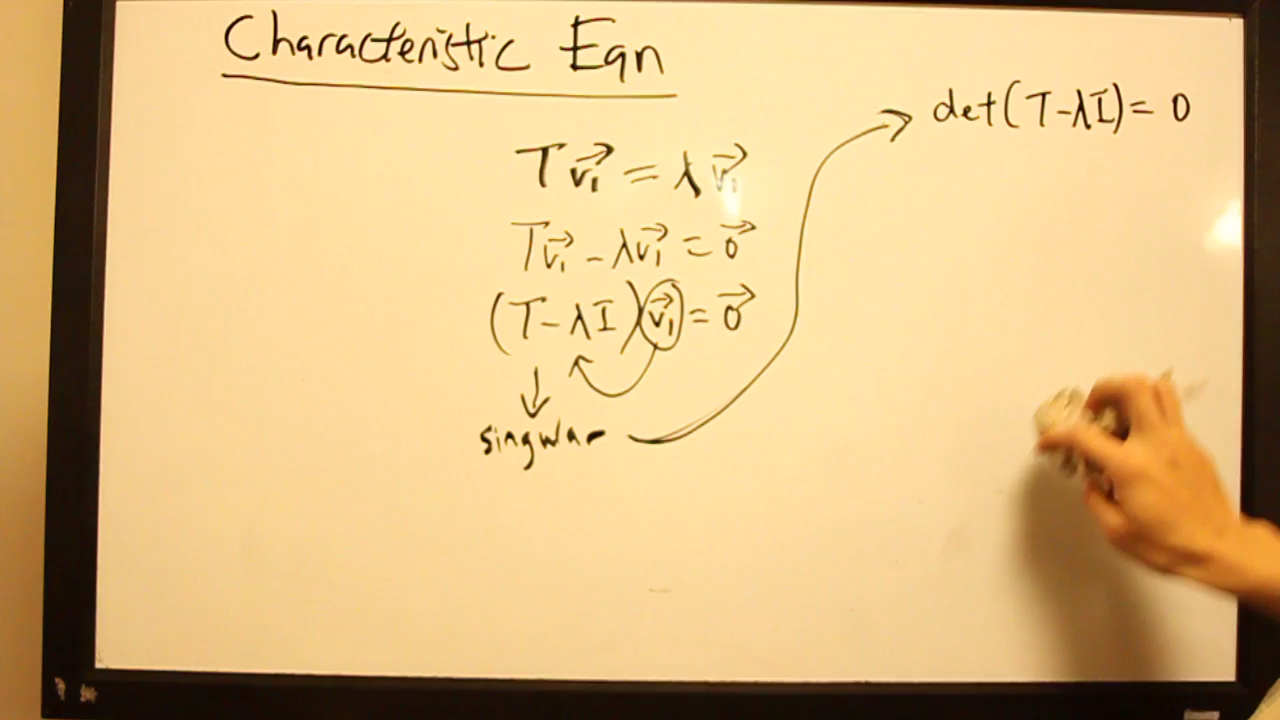 Characteristic Eqn
T v⃗₁ = λ v⃗₁
T v⃗₁ - λ v⃗₁ = 0⃗
(T - λI) v⃗₁ = 0⃗
singular
det(T - λI) = 0